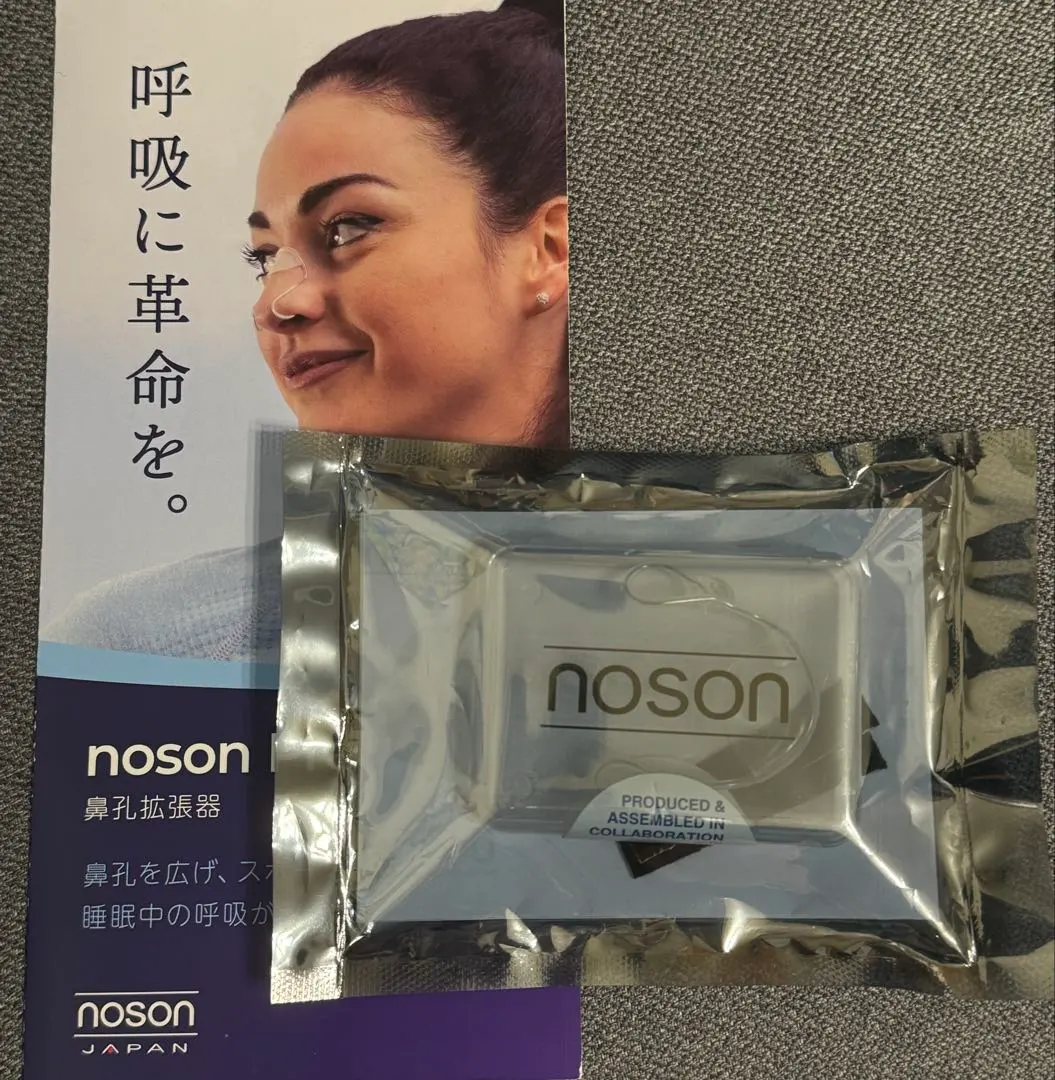 呼吸に革命を。
noson
鼻孔拡張器
鼻孔を広げ、ス
睡眠中の呼吸が
noson
JAPAN
noson
PRODUCED &
ASSEMBLED IN
COLLABORATION